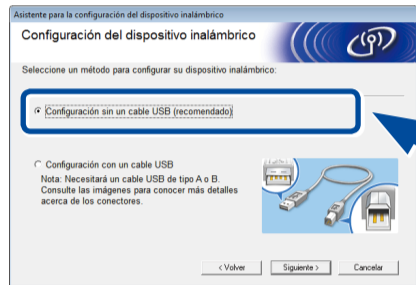 Asistente para la configuración del dispositivo inalámbrico
Configuración del dispositivo inalámbrico
Seleccione un método para configurar su dispositivo inalámbrico:
Configuración sin un cable USB (recomendado)
Configuración con un cable USB
Nota: Necesitará un cable USB de tipo A o B.
Consulte las imágenes para conocer más detalles
acerca de los conectores.
< Volver
Siguiente >
Cancelar